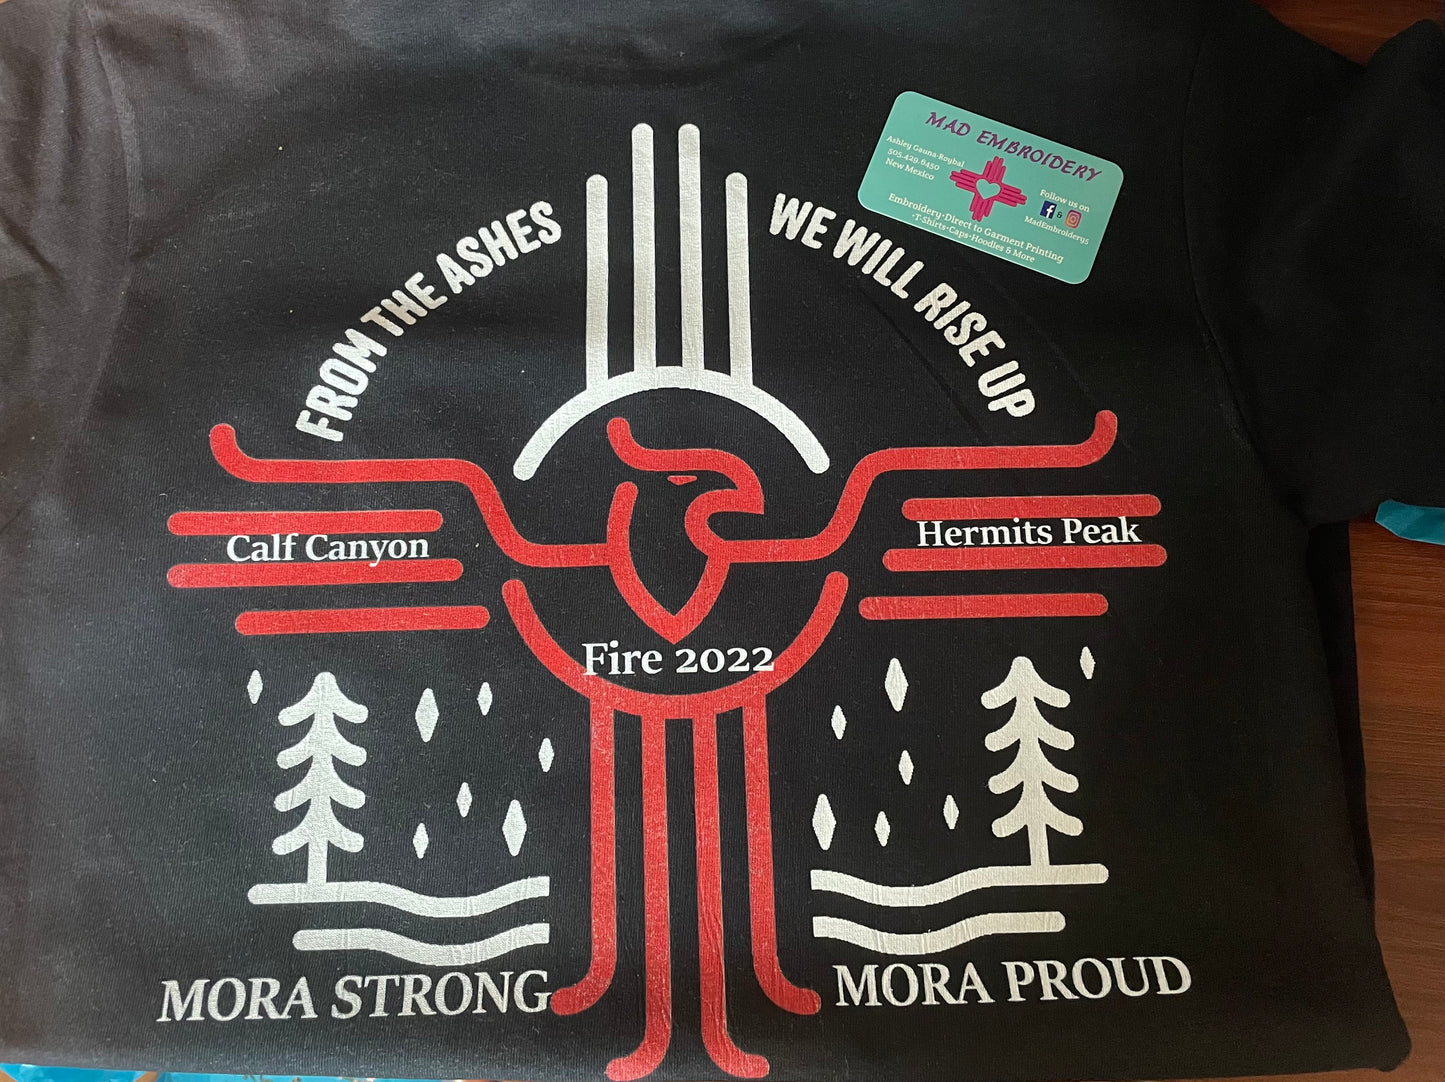 MAD EMBROIDERY
Ashley Gauna-Roybal
505.429.6450
New Mexico
Follow us on
&
MadEmbroidery5
Embroidery•Direct to Garment Printing
•T-Shirts•Caps•Hoodies & More
FROM THE ASHES
WE WILL RISE UP
Calf Canyon
Hermits Peak
Fire 2022
MORA STRONG
MORA PROUD